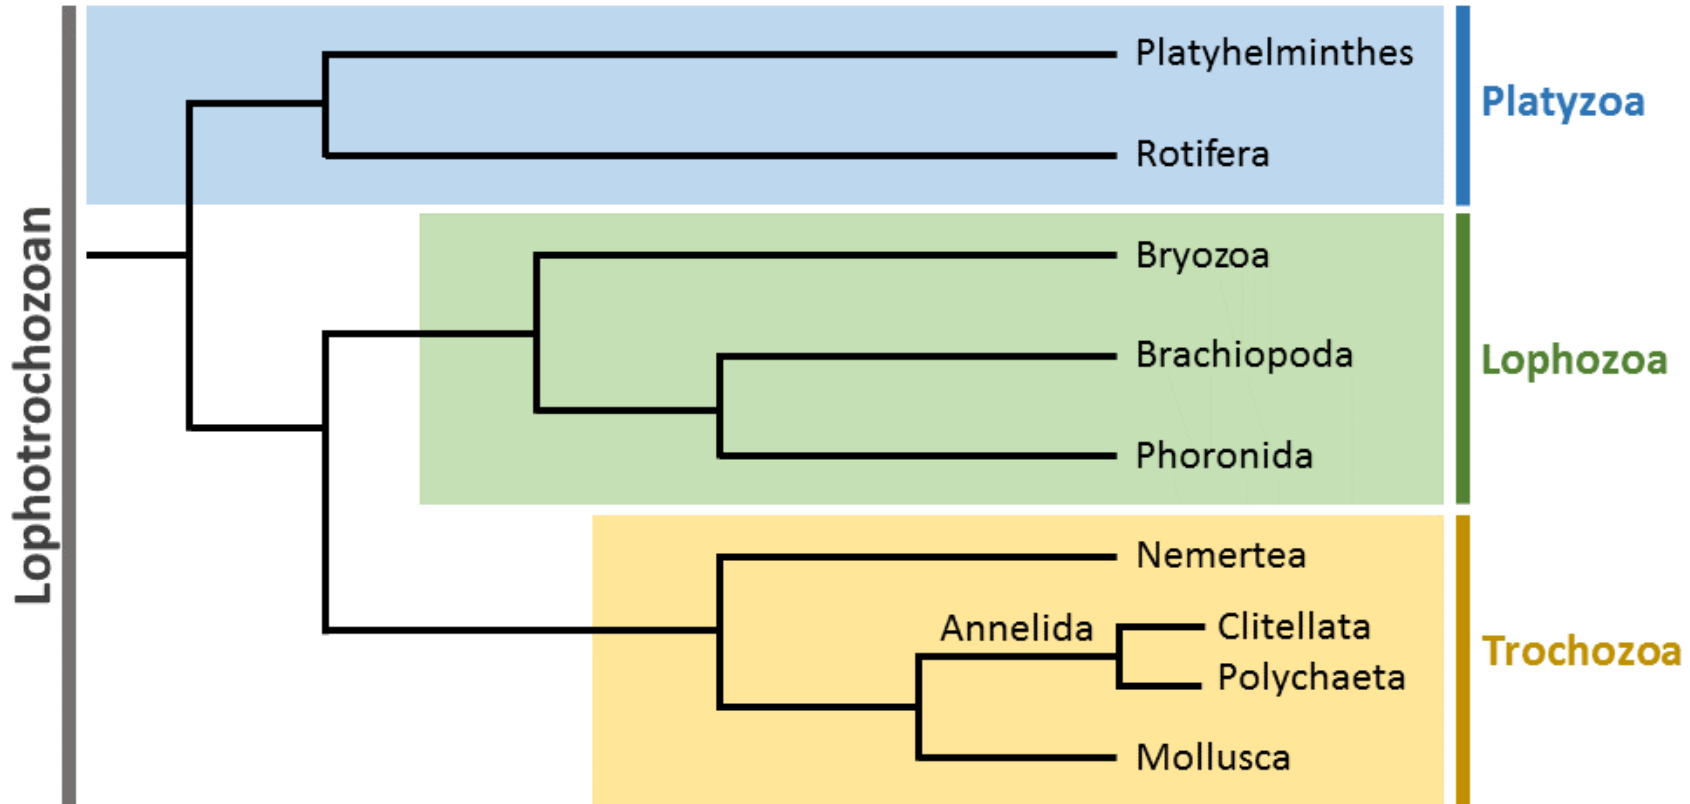 Lophotrochozoan
Platyhelminthes
Rotifera
Platyzoa
Bryozoa
Brachiopoda
Phoronida
Lophozoa
Nemertea
Annelida
Clitellata
Polychaeta
Mollusca
Trochozoa